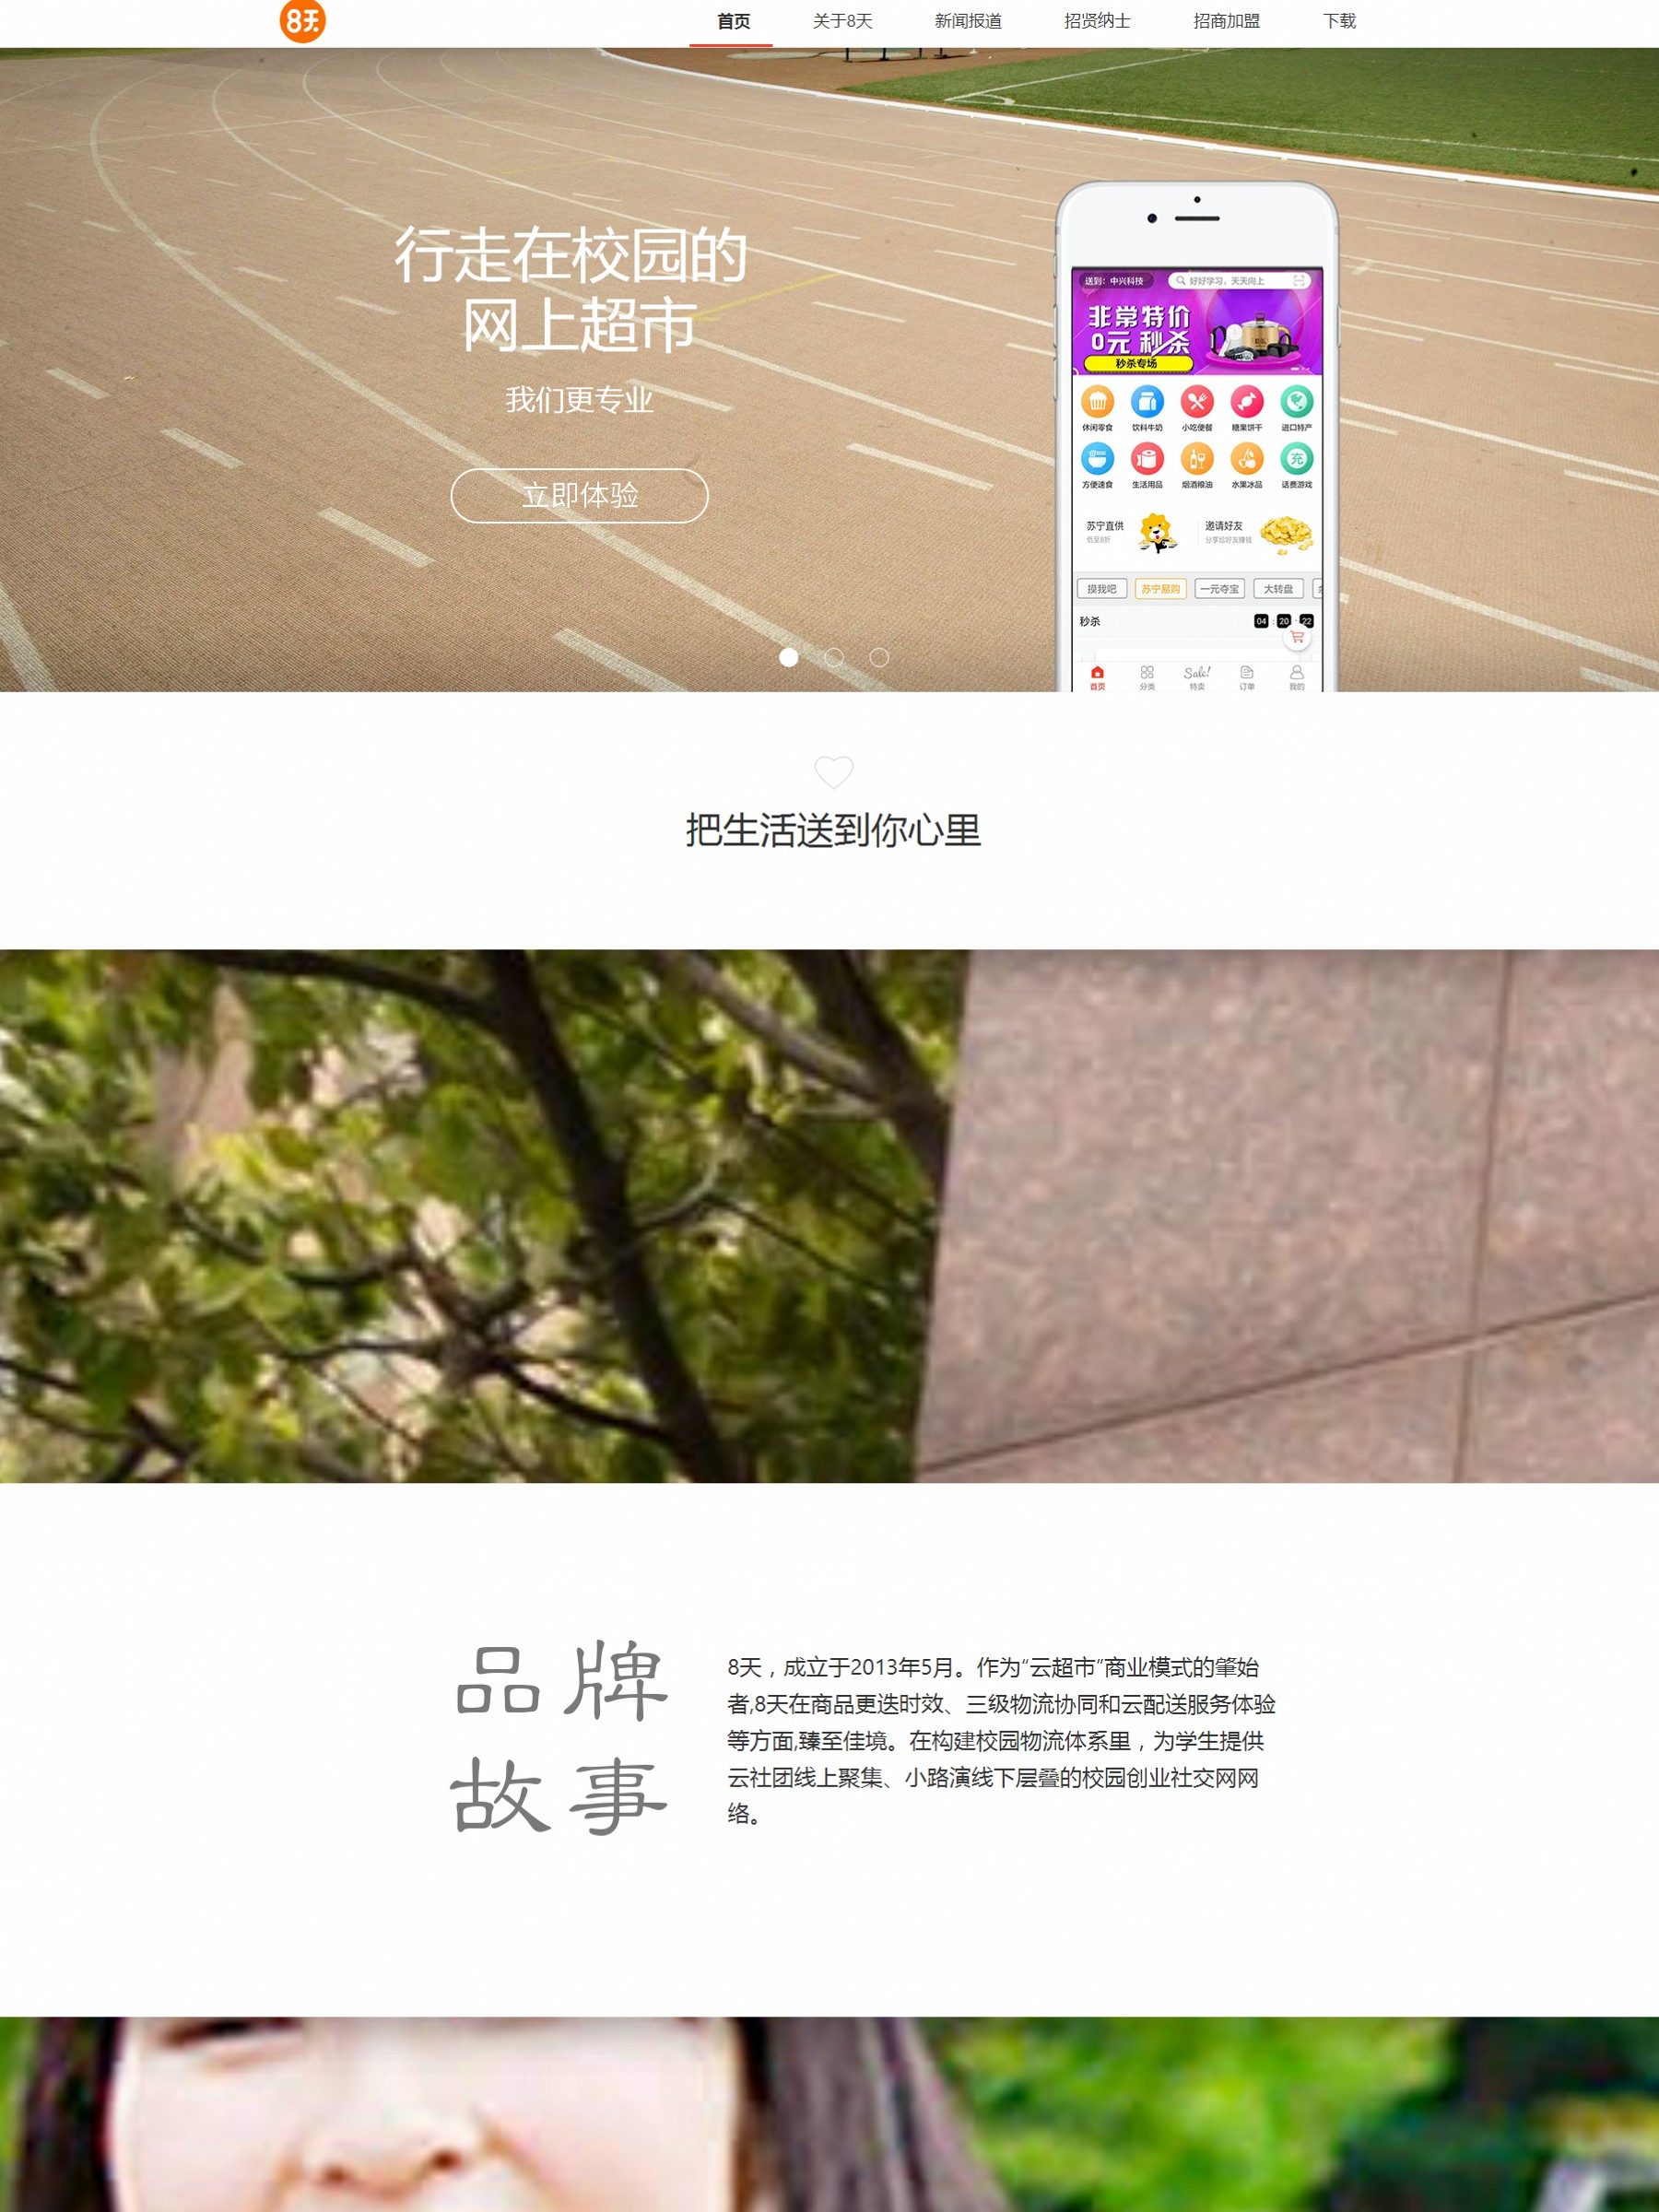 8天
首页 关于8天 新闻报道 招贤纳士 招商加盟 下载
行走在校园的
网上超市
我们更专业
立即体验
送到：中兴科技 好好学习，天天向上
非常特价
0元 秒杀
秒杀专场
休闲零食 饮料牛奶 小吃便餐 糖果饼干 进口特产
充
方便速食 生活用品 烟酒粮油 水果冰品 话费游戏
苏宁直供 邀请好友
低至8折 分享给好友赚钱
摸我吧 苏宁易购 一元夺宝 大转盘
秒杀 04 : 20 : 22
Sale!
首页 分类 特卖 订单 我的
把生活送到你心里
品牌
故事
8天，成立于2013年5月。作为“云超市”商业模式的肇始
者,8天在商品更迭时效、三级物流协同和云配送服务体验
等方面,臻至佳境。在构建校园物流体系里，为学生提供
云社团线上聚集、小路演线下层叠的校园创业社交网网
络。